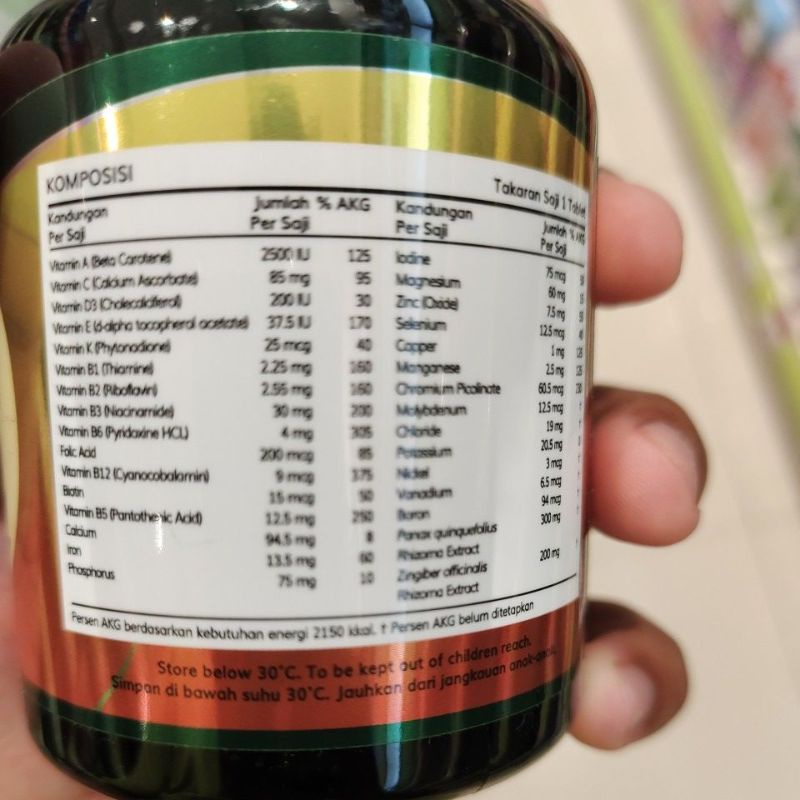 KOMPOSISI
Takaran Saji 1 Tablet
Kandungan Per Saji
Jumlah Per Saji
% AKG
Vitamin A (Beta Carotene) 2500 IU 125
Vitamin C (Calcium Ascorbate) 85 mg 95
Vitamin D3 (Cholecalciferol) 200 IU 30
Vitamin E (d-alpha tocopherol acetate) 37.5 IU 170
Vitamin K (Phytonadione) 25 mcg 40
Vitamin B1 (Thiamine) 2.25 mg 160
Vitamin B2 (Riboflavin) 2.55 mg 160
Vitamin B3 (Niacinamide) 30 mg 200
Vitamin B6 (Pyridoxine HCL) 4 mg 305
Folic Acid 200 mcg 85
Vitamin B12 (Cyanocobalamin) 9 mcg 375
Biotin 15 mcg 50
Vitamin B5 (Pantothenic Acid) 12.5 mg 250
Calcium 94.5 mg 8
Iron 13.5 mg 60
Phosphorus 75 mg 10
Kandungan Per Saji
Jumlah Per Saji
Iodine 75 mcg
Magnesium 60 mg
Zinc (Oxide) 7.5 mg
Selenium 12.5 mcg
Copper 1 mg
Manganese 2.5 mg
Chromium Picolinate 60.5 mcg
Molybdenum 12.5 mcg
Chloride 19 mg
Potassium 20.5 mg
Nickel 3 mcg
Vanadium 6.5 mcg
Boron 94 mcg
Panax quinquefolius 300 mg
Rhizoma Extract
Zingiber officinalis 200 mg
Rhizoma Extract
Persen AKG berdasarkan kebutuhan energi 2150 kkal. † Persen AKG belum ditetapkan
Store below 30°C. To be kept out of children reach.
Simpan di bawah suhu 30°C. Jauhkan dari jangkauan anak-anak.